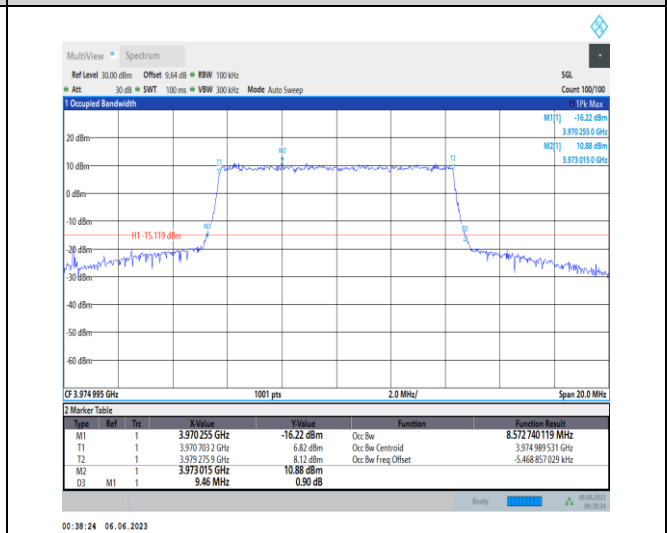 MultiView Spectrum
Ref Level 30.00 dBm Offset 9.64 dB RBW 100 kHz SGL
Att 30 dB SWT 100 ms VBW 300 kHz Mode Auto Sweep Count 100/100
1 Occupied Bandwidth 1Pk Max
M1[1] -16.22 dBm
3.970 255 0 GHz
M2[1] 10.88 dBm
3.973 015 0 GHz
20 dBm
M2
T1
T2
10 dBm
0 dBm
-10 dBm
H1 -15.119 dBm
-20 dBm
-30 dBm
-40 dBm
-50 dBm
-60 dBm
CF 3.974 995 GHz 1001 pts 2.0 MHz/ Span 20.0 MHz
2 Marker Table
Type Ref Trc X-Value Y-Value Function Function Result
M1 1 3.970 255 GHz -16.22 dBm Occ Bw 8.572 740 119 MHz
T1 1 3.970 703 2 GHz 6.82 dBm Occ Bw Centroid 3.974 989 531 GHz
T2 1 3.979 275 9 GHz 8.12 dBm Occ Bw Freq Offset -5.468 857 029 kHz
M2 1 3.973 015 GHz 10.88 dBm
D3 M1 1 9.46 MHz 0.90 dB
Ready 06.06.2023
00:38:24
00:38:24 06.06.2023